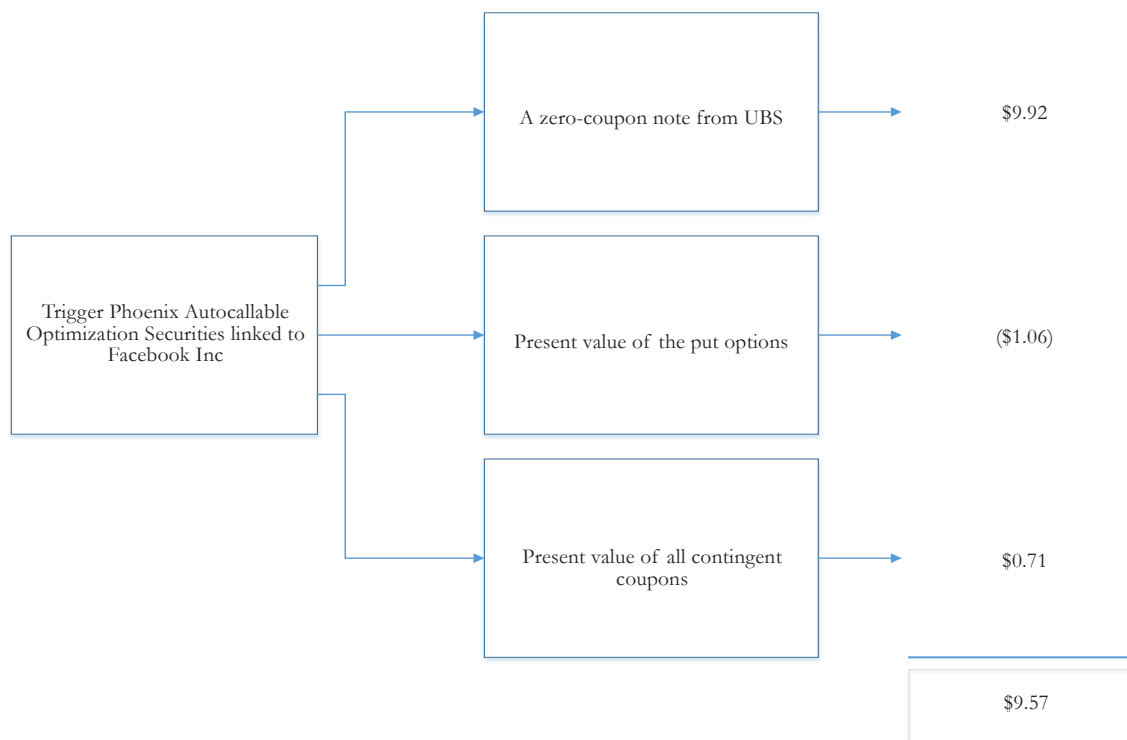 A zero-coupon note from UBS
$9.92
Trigger Phoenix Autocallable
Optimization Securities linked to
Facebook Inc
Present value of the put options
($1.06)
Present value of all contingent
coupons
$0.71
$9.57